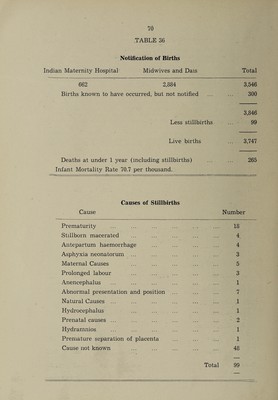 70
TABLE 36
Notification of Births
Indian Maternity Hospital Midwives and Dais Total
662 2,884 3,546
Births known to have occurred, but not notified ... ... 300
3,846
Less stillbirths ... 99
Live births ... 3,747
Deaths at under 1 year (including stillbirths) ... ... 265
Infant Mortality Rate 70.7 per thousand.
Causes of Stillbirths
Cause Number
Prematurity ... ... ... ... ... 18
Stillborn macerated ... ... ... ... ... 4
Antepartum haemorrhage ... ... ... ... 4
Asphyxia neonatorum ... ... ... ... ... 3
Maternal Causes ... ... ... ... ... 5
Prolonged labour ... ... ... ... ... 3
Anencephalus ... ... ... ... ... 1
Abnormal presentation and position ... ... ... 7
Natural Causes ... ... ... ... ... 1
Hydrocephalus ... ... ... ... ... 1
Prenatal causes ... ... ... ... ... 2
Hydramnios ... ... ... ... ... 1
Premature separation of placenta ... ... ... 1
Cause not known ... ... ... ... ... 48
Total 99